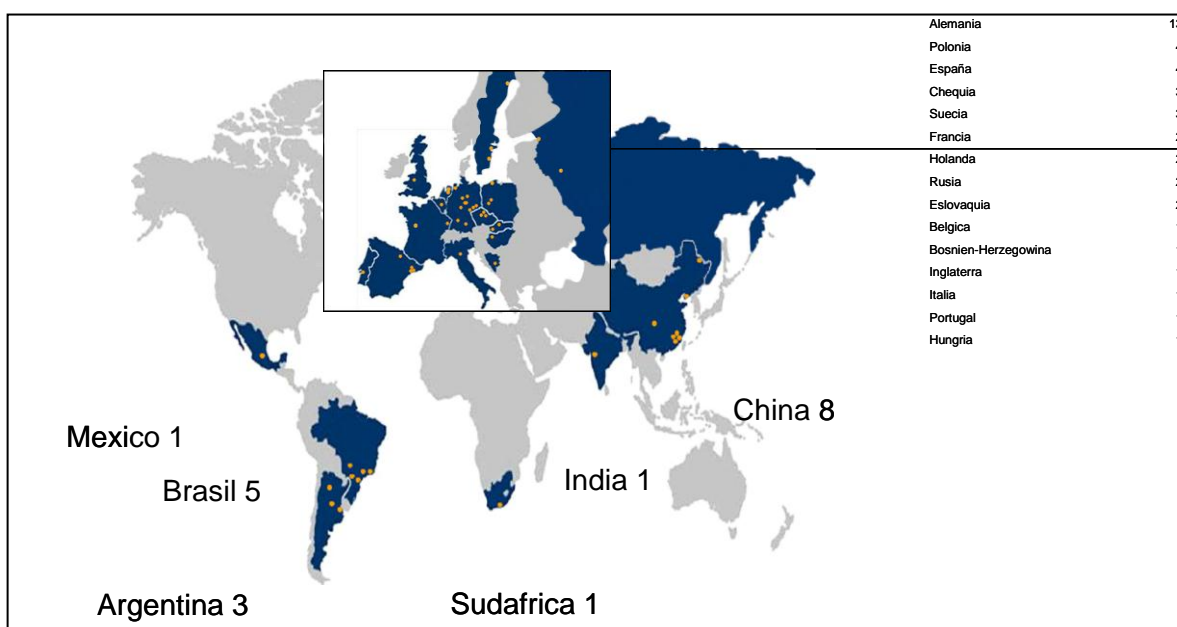 Alemania
Polonia
España
Chequia
Suecia
Francia
Holanda
Rusia
Eslovaquia
Belgica
Bosnien-Herzegowina
Inglaterra
Italia
Portugal
Hungria
China 8
Mexico 1
India 1
Brasil 5
Argentina 3
Sudafrica 1